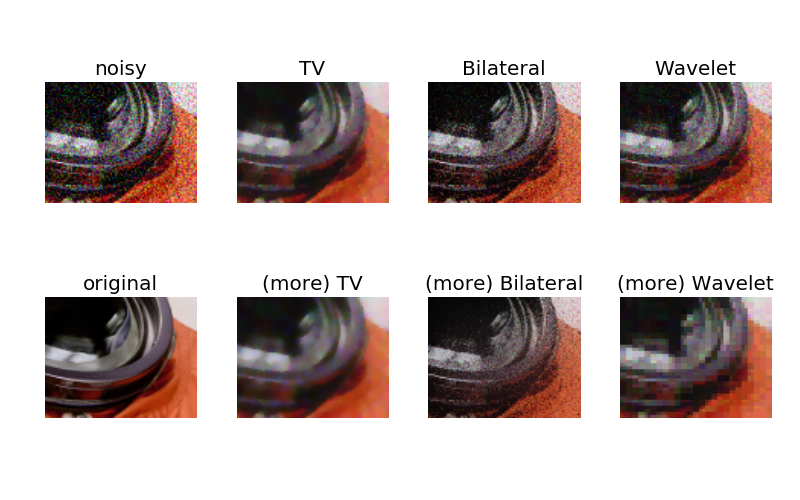 noisy TV Bilateral Wavelet
original (more) TV (more) Bilateral (more) Wavelet